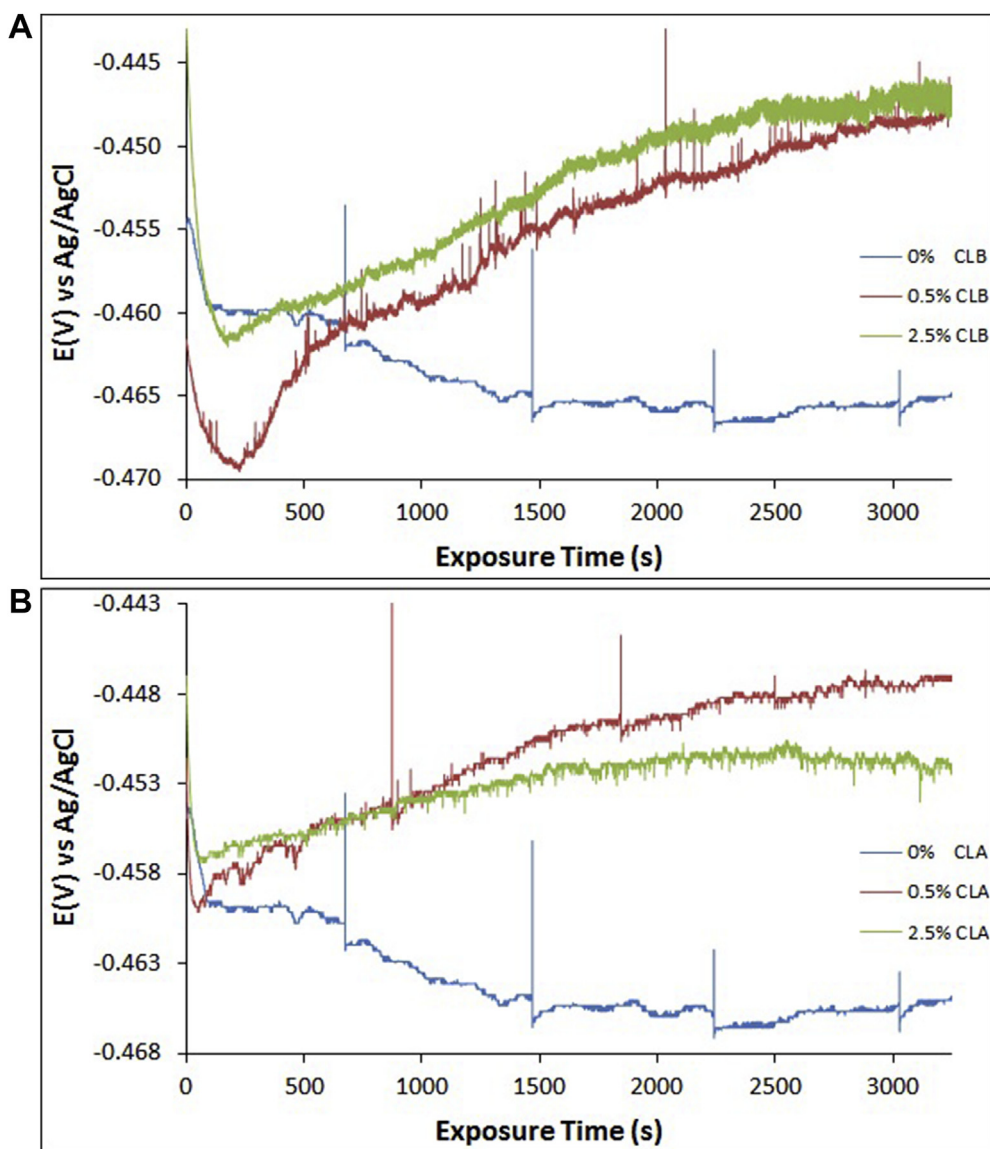 A
E(V) vs Ag/AgCl
-0.445
-0.450
-0.455
-0.460
-0.465
-0.470
0% CLB
0.5% CLB
2.5% CLB
0 500 1000 1500 2000 2500 3000
Exposure Time (s)
B
E(V) vs Ag/AgCl
-0.443
-0.448
-0.453
-0.458
-0.463
-0.468
0% CLA
0.5% CLA
2.5% CLA
0 500 1000 1500 2000 2500 3000
Exposure Time (s)